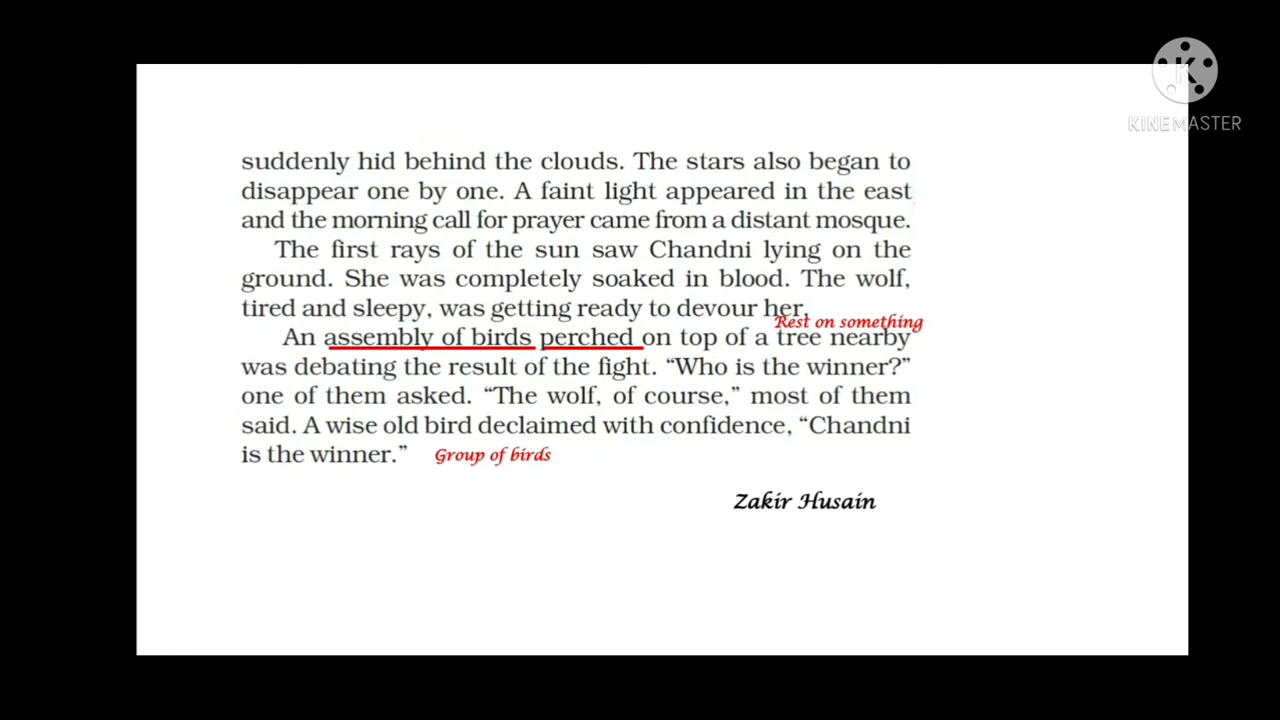 KINEMASTER
suddenly hid behind the clouds. The stars also began to
disappear one by one. A faint light appeared in the east
and the morning call for prayer came from a distant mosque.
The first rays of the sun saw Chandni lying on the
ground. She was completely soaked in blood. The wolf,
tired and sleepy, was getting ready to devour her.
Rest on something
An assembly of birds perched on top of a tree nearby
was debating the result of the fight. “Who is the winner?”
one of them asked. “The wolf, of course,” most of them
said. A wise old bird declaimed with confidence, “Chandni
is the winner.”
Group of birds
Zakir Husain